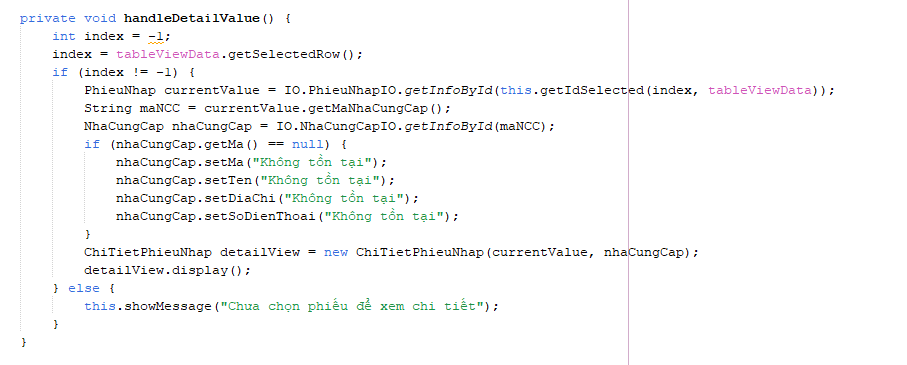 private void handleDetailValue() {
    int index = -1;
    index = tableViewData.getSelectedRow();
    if (index != -1) {
        PhieuNhap currentValue = IO.PhieuNhapIO.getInfoById(this.getIdSelected(index, tableViewData));
        String maNCC = currentValue.getMaNhaCungCap();
        NhaCungCap nhaCungCap = IO.NhaCungCapIO.getInfoById(maNCC);
        if (nhaCungCap.getMa() == null) {
            nhaCungCap.setMa("Không tồn tại");
            nhaCungCap.setTen("Không tồn tại");
            nhaCungCap.setDiaChi("Không tồn tại");
            nhaCungCap.setSoDienThoai("Không tồn tại");
        }
        ChiTietPhieuNhap detailView = new ChiTietPhieuNhap(currentValue, nhaCungCap);
        detailView.display();
    } else {
        this.showMessage("Chưa chọn phiếu để xem chi tiết");
    }
}